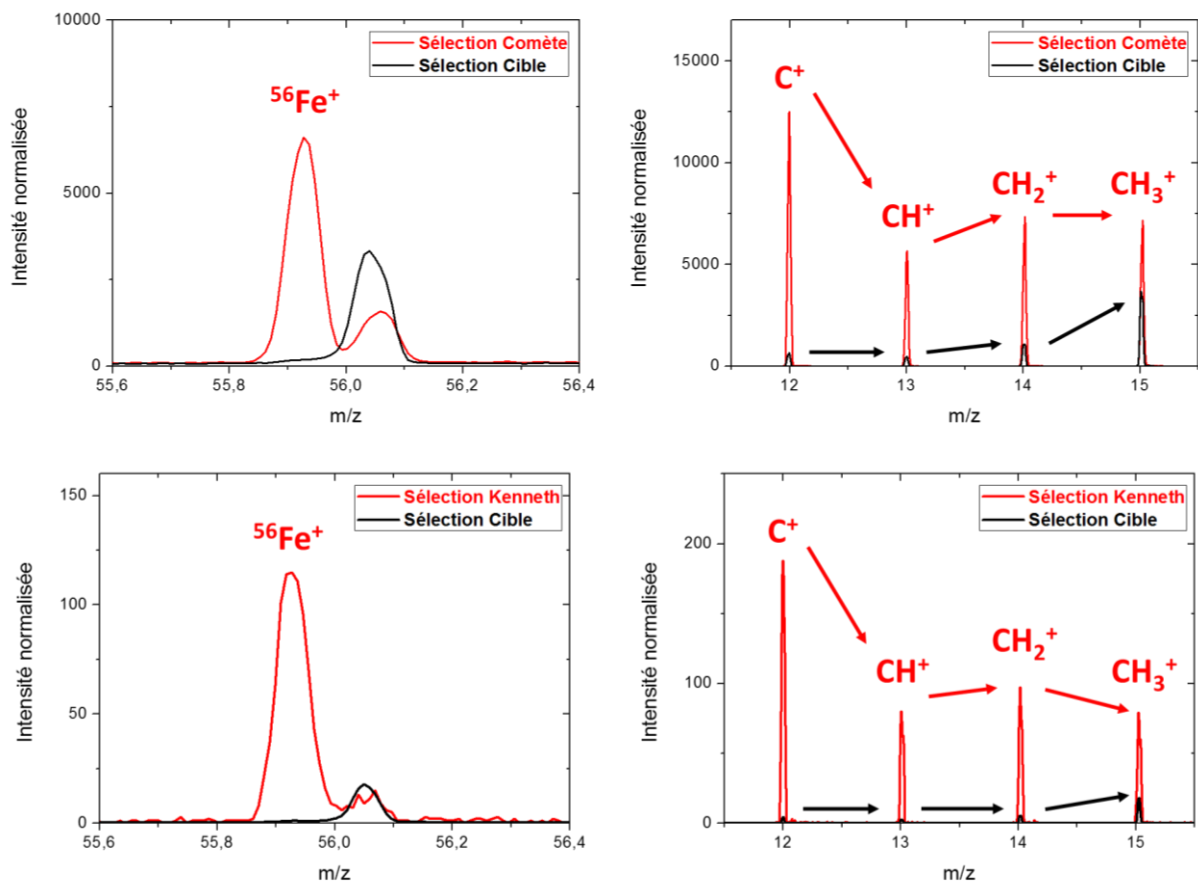 10000
5000
0
55,6
55,8
56,0
56,2
56,4
m/z
Intensité normalisée
Sélection Comète
Sélection Cible
⁵⁶Fe⁺
15000
10000
5000
0
12
13
14
15
m/z
Intensité normalisée
Sélection Comète
Sélection Cible
C⁺
CH⁺
CH₂⁺
CH₃⁺
150
100
50
0
55,6
55,8
56,0
56,2
56,4
m/z
Intensité normalisée
Sélection Kenneth
Sélection Cible
⁵⁶Fe⁺
200
100
0
12
13
14
15
m/z
Intensité normalisée
Sélection Kenneth
Sélection Cible
C⁺
CH⁺
CH₂⁺
CH₃⁺